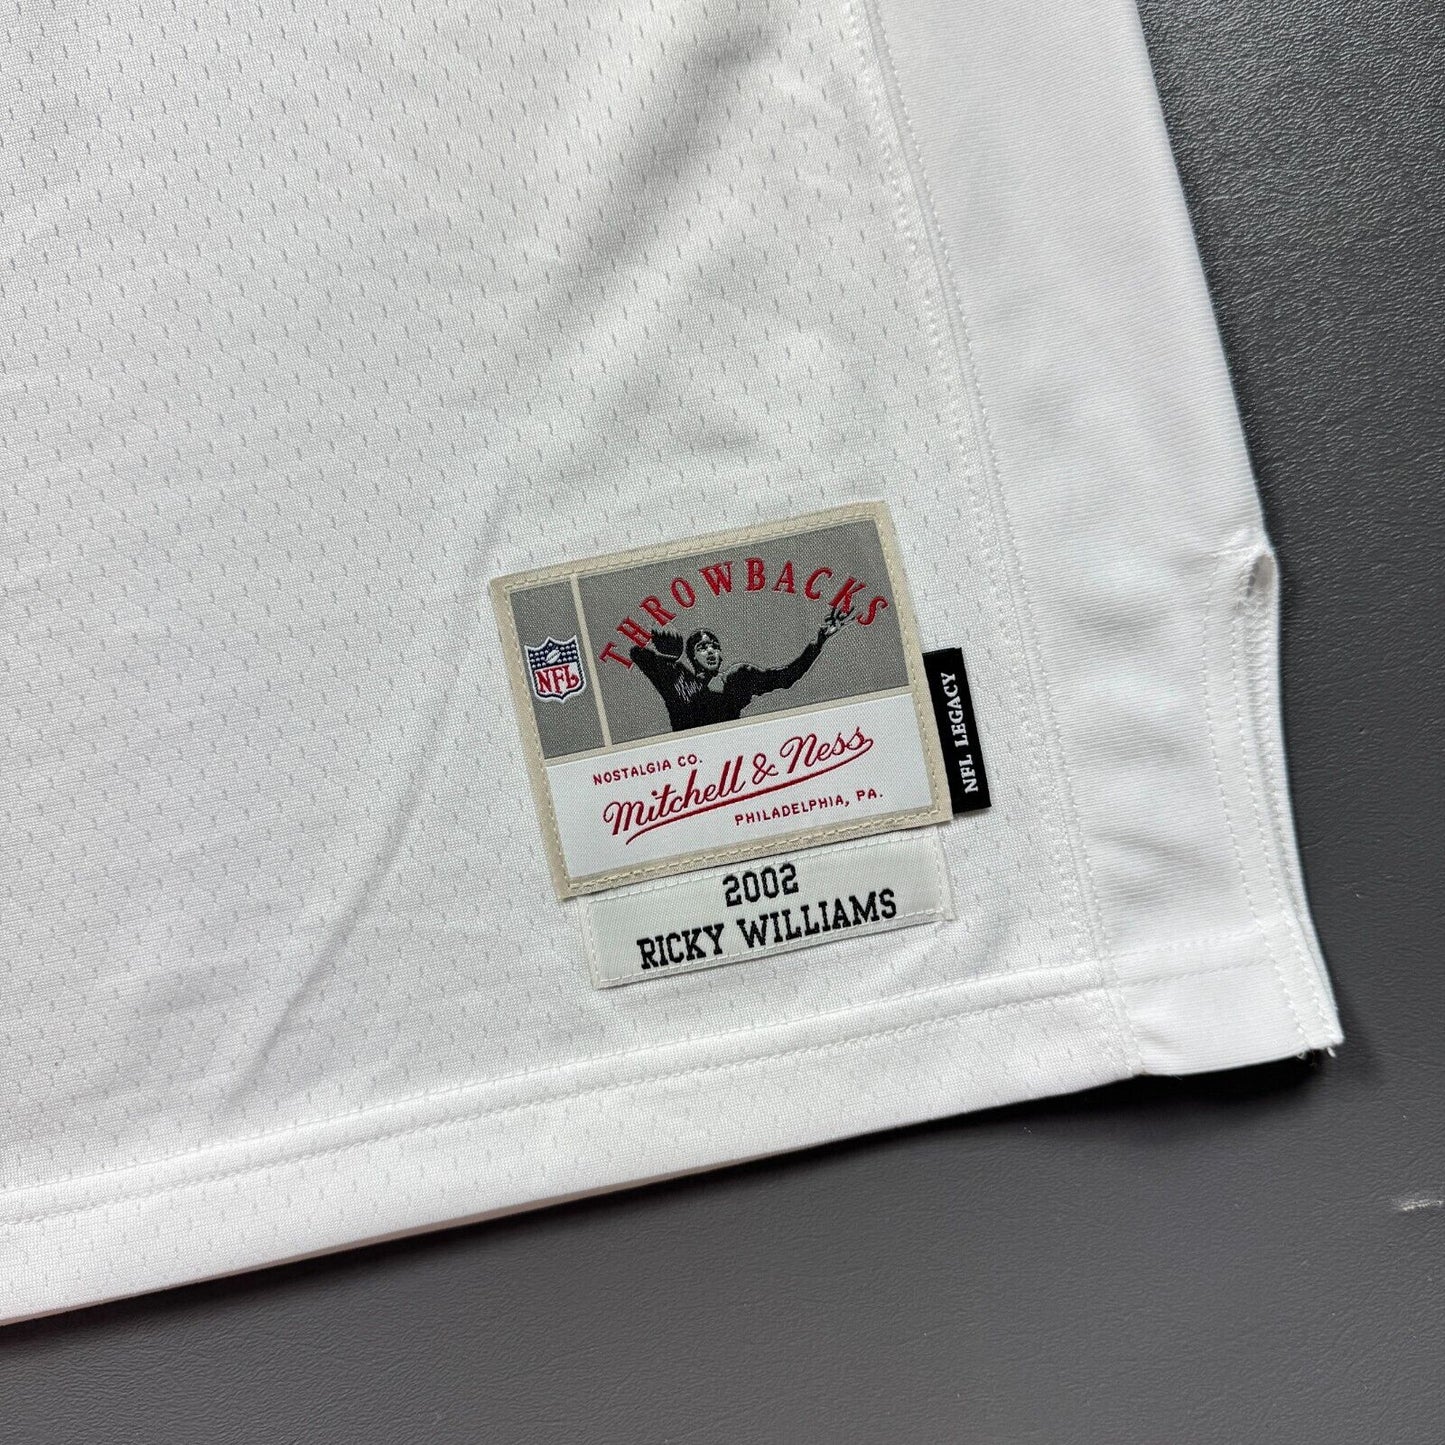 THROWBACKS
NFL
NOSTALGIA CO.
Mitchell & Ness
PHILADELPHIA, PA.
NFL LEGACY
2002
RICKY WILLIAMS